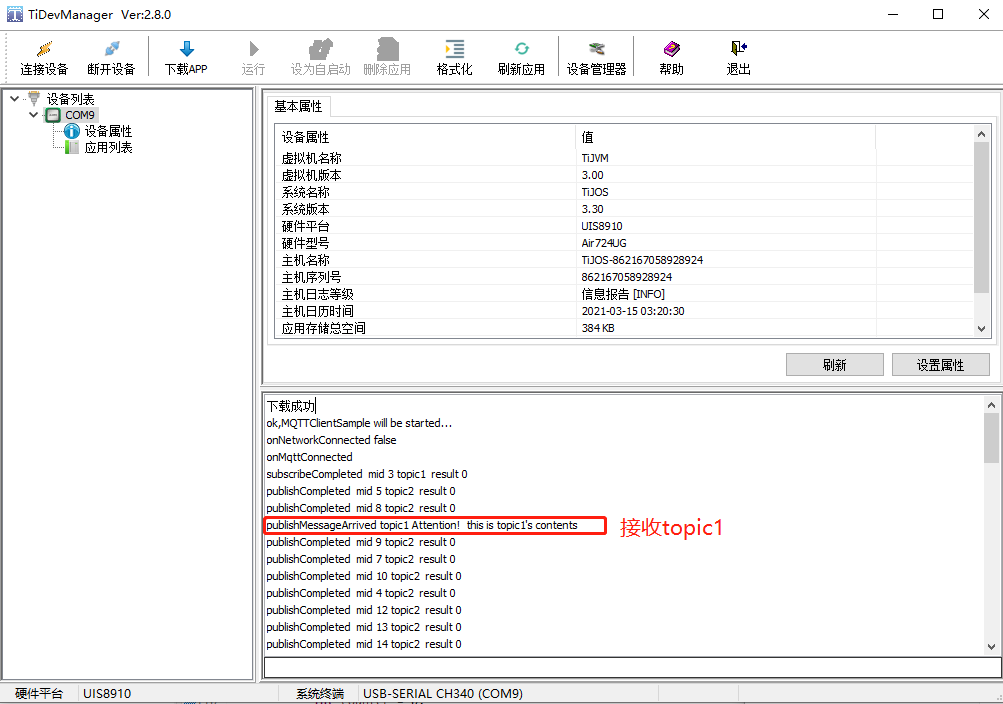 TiDevManager Ver:2.8.0
连接设备 断开设备 下载APP 运行 设为自启动 删除应用 格式化 刷新应用 设备管理器 帮助 退出
设备列表
COM9
设备属性
应用列表
基本属性
设备属性 值
虚拟机名称 TiJVM
虚拟机版本 3.00
系统名称 TiJOS
系统版本 3.30
硬件平台 UIS8910
硬件型号 Air724UG
主机名称 TiJOS-862167058928924
主机序列号 862167058928924
主机日志等级 信息报告 [INFO]
主机日历时间 2021-03-15 03:20:30
应用存储总空间 384 KB
刷新 设置属性
下载成功
ok,MQTTClientSample will be started...
onNetworkConnected false
onMqttConnected
subscribeCompleted mid 3 topic1 result 0
publishCompleted mid 5 topic2 result 0
publishCompleted mid 8 topic2 result 0
publishMessageArrived topic1 Attention! this is topic1's contents 接收topic1
publishCompleted mid 9 topic2 result 0
publishCompleted mid 7 topic2 result 0
publishCompleted mid 10 topic2 result 0
publishCompleted mid 4 topic2 result 0
publishCompleted mid 12 topic2 result 0
publishCompleted mid 13 topic2 result 0
publishCompleted mid 14 topic2 result 0
硬件平台 UIS8910 系统终端 USB-SERIAL CH340 (COM9)